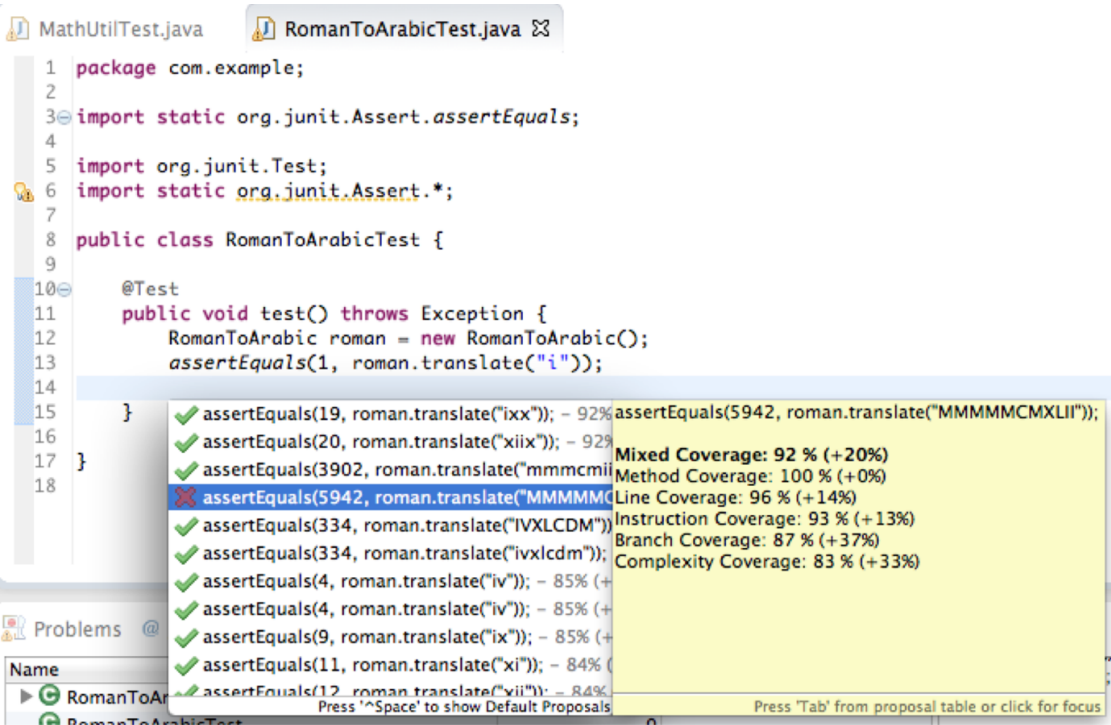 MathUtilTest.java
RomanToArabicTest.java
1 package com.example;
2
3 import static org.junit.Assert.assertEquals;
4
5 import org.junit.Test;
6 import static org.junit.Assert.*;
7
8 public class RomanToArabicTest {
9
10 @Test
11 public void test() throws Exception {
12 RomanToArabic roman = new RomanToArabic();
13 assertEquals(1, roman.translate("i"));
14
15 }
16
17 }
18
assertEquals(19, roman.translate("ixx")); – 92%
assertEquals(20, roman.translate("xiix")); – 92%
assertEquals(3902, roman.translate("mmmcmii
assertEquals(5942, roman.translate("MMMMMC
assertEquals(334, roman.translate("IVXLCDM"))
assertEquals(334, roman.translate("ivxlcdm"));
assertEquals(4, roman.translate("iv")); – 85% (+
assertEquals(4, roman.translate("iv")); – 85% (+
assertEquals(9, roman.translate("ix")); – 85% (+
assertEquals(11, roman.translate("xi")); – 84% (
assertEquals(12, roman.translate("xii")); – 84%
Press '^Space' to show Default Proposals
assertEquals(5942, roman.translate("MMMMMCMXLII"));
Mixed Coverage: 92 % (+20%)
Method Coverage: 100 % (+0%)
Line Coverage: 96 % (+14%)
Instruction Coverage: 93 % (+13%)
Branch Coverage: 87 % (+37%)
Complexity Coverage: 83 % (+33%)
Press 'Tab' from proposal table or click for focus
Problems @
Name
RomanToAr
RomanToArabicTest